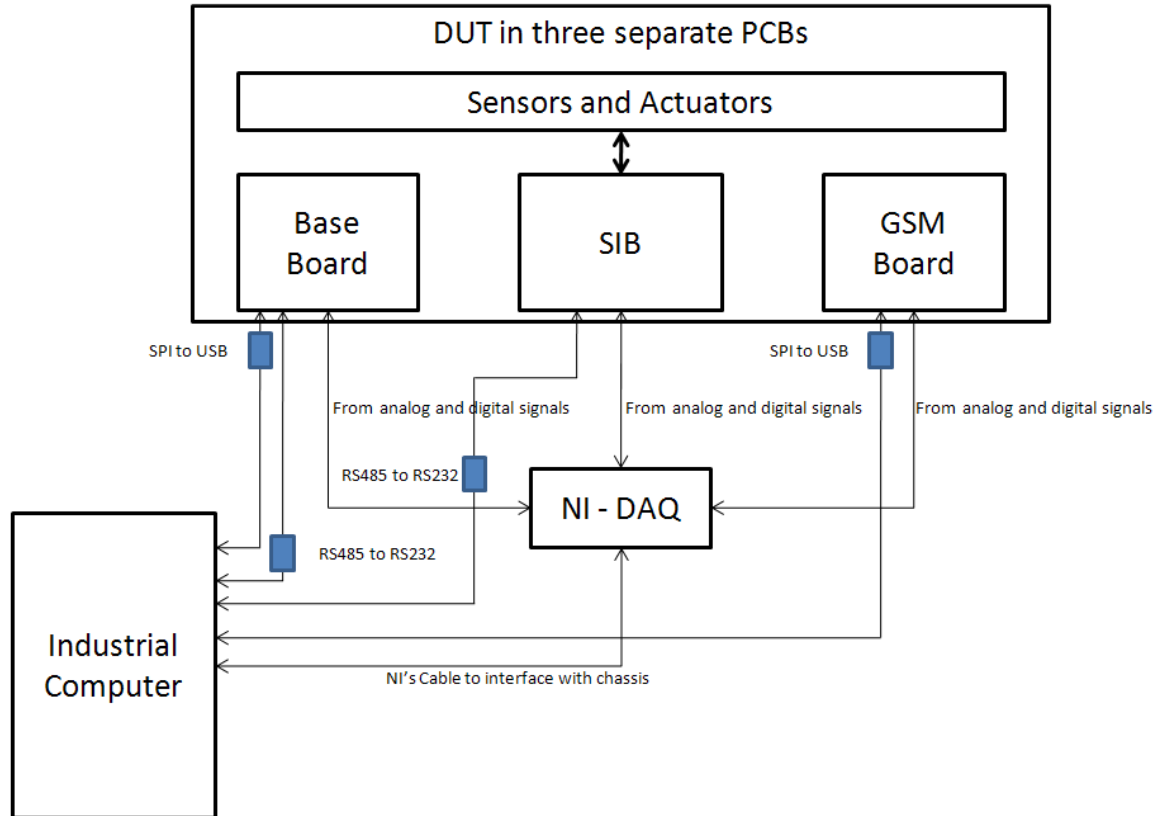 DUT in three separate PCBs
Sensors and Actuators
Base
Board
SIB
GSM
Board
SPI to USB
SPI to USB
From analog and digital signals
From analog and digital signals
From analog and digital signals
RS485 to RS232
NI - DAQ
RS485 to RS232
Industrial
Computer
NI's Cable to interface with chassis